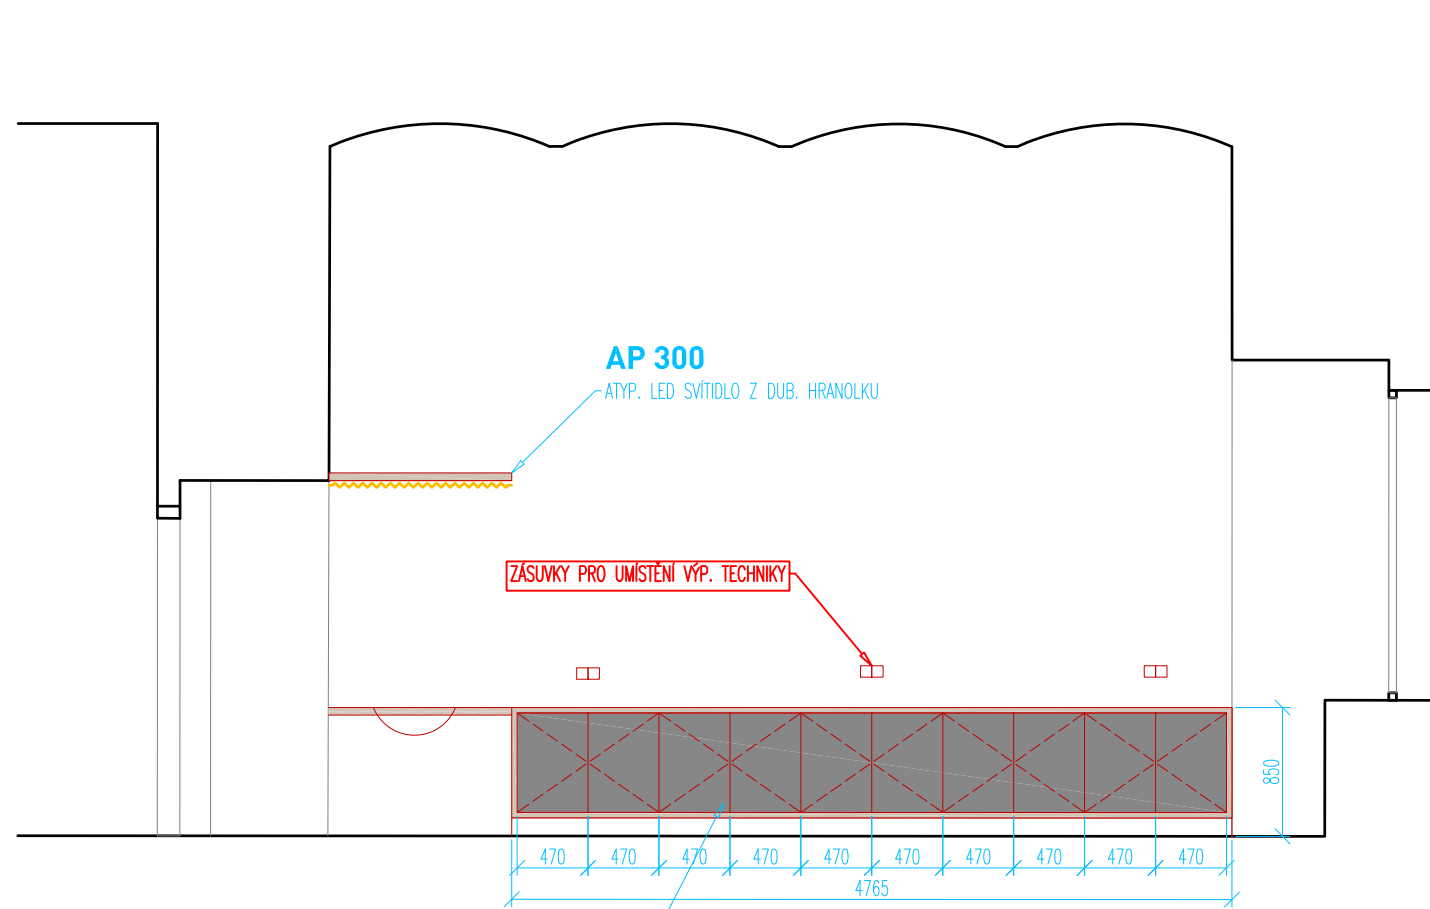 AP 300
ATYP. LED SVÍTIDLO Z DUB. HRANOLKU
ZÁSUVKY PRO UMÍSTĚNÍ VÝP. TECHNIKY
850
470 470 470 470 470 470 470 470 470 470
4765